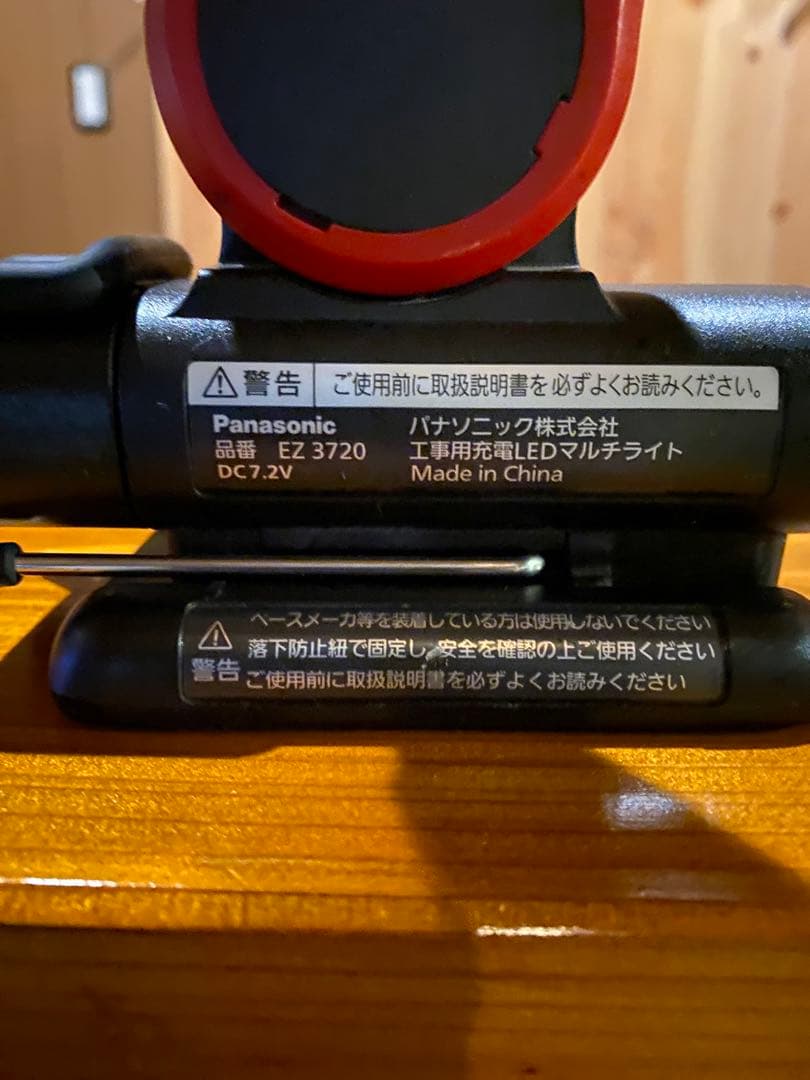 警告 ご使用前に取扱説明書を必ずよくお読みください。
Panasonic パナソニック株式会社
品番 EZ 3720 工事用充電LEDマルチライト
DC7.2V Made in China
ペースメーカ等を装着している方は使用しないでください
警告 落下防止紐で固定し、安全を確認の上ご使用ください
ご使用前に取扱説明書を必ずよくお読みください